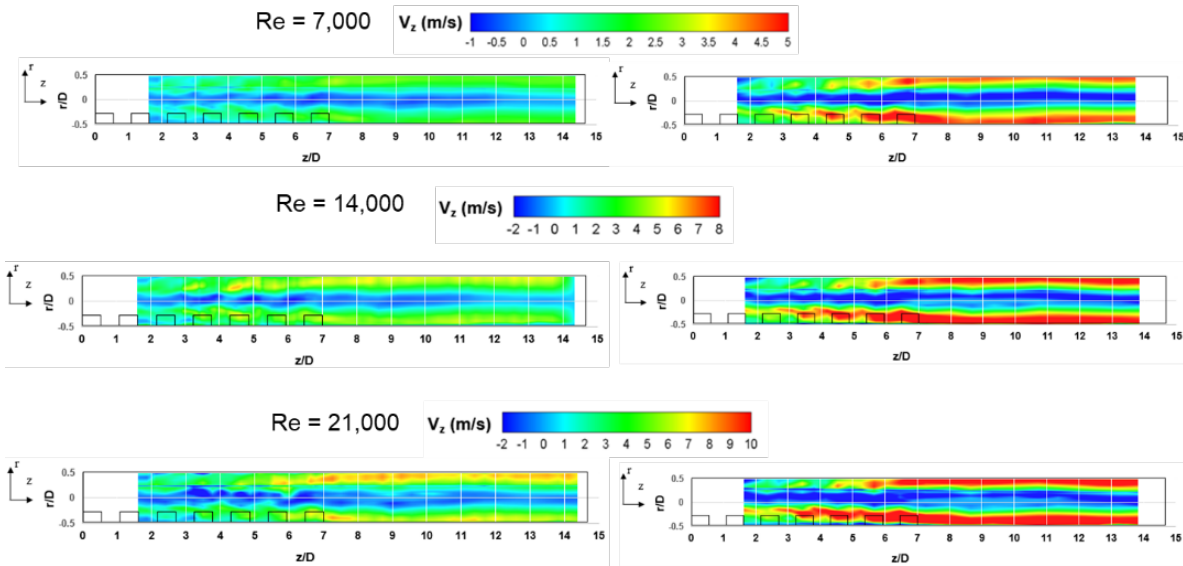 Re = 7,000
Vz (m/s)
-1 -0.5 0 0.5 1 1.5 2 2.5 3 3.5 4 4.5 5
r
z
r/D
0.5
0
-0.5
0 1 2 3 4 5 6 7 8 9 10 11 12 13 14 15
z/D
r
z
r/D
0.5
0
-0.5
0 1 2 3 4 5 6 7 8 9 10 11 12 13 14 15
z/D
Re = 14,000
Vz (m/s)
-2 -1 0 1 2 3 4 5 6 7 8
r
z
r/D
0.5
0
-0.5
0 1 2 3 4 5 6 7 8 9 10 11 12 13 14 15
z/D
r
z
r/D
0.5
0
-0.5
0 1 2 3 4 5 6 7 8 9 10 11 12 13 14 15
z/D
Re = 21,000
Vz (m/s)
-2 -1 0 1 2 3 4 5 6 7 8 9 10
r
z
r/D
0.5
0
-0.5
0 1 2 3 4 5 6 7 8 9 10 11 12 13 14 15
z/D
r
z
r/D
0.5
0
-0.5
0 1 2 3 4 5 6 7 8 9 10 11 12 13 14 15
z/D